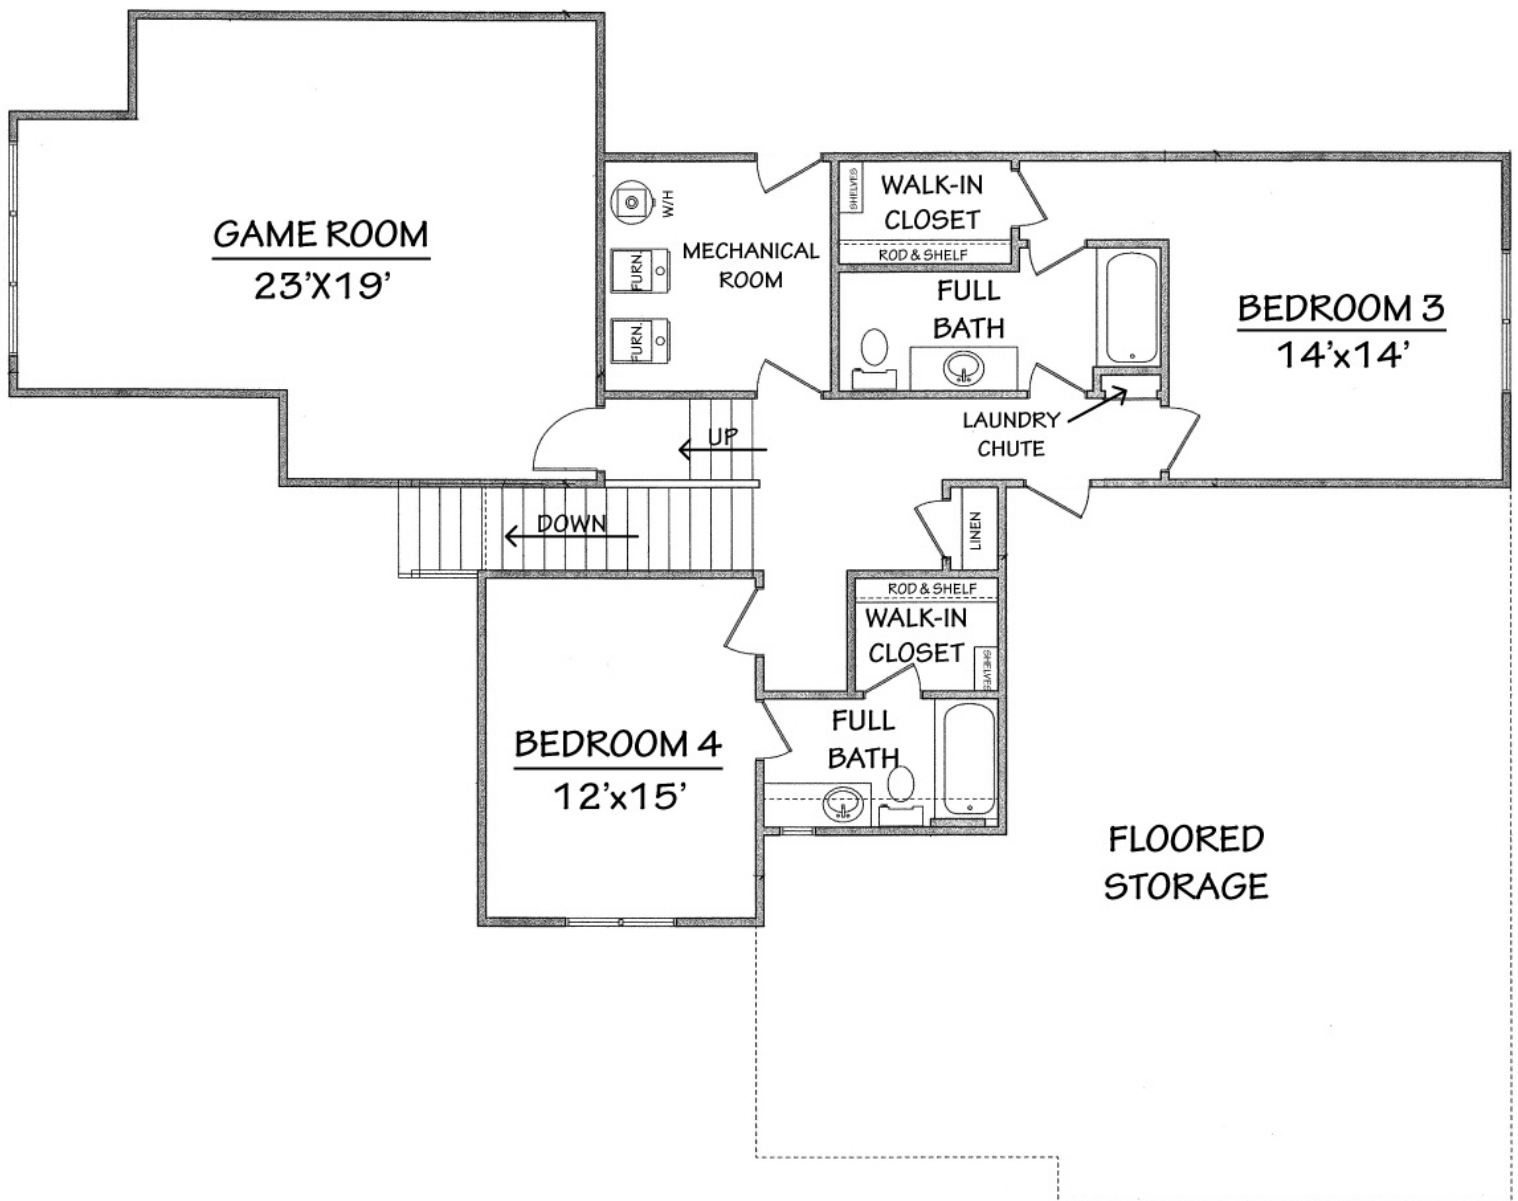 GAME ROOM
23'X19'
W/H
FURN.
FURN.
MECHANICAL
ROOM
SHELVES
WALK-IN
CLOSET
ROD & SHELF
FULL
BATH
BEDROOM 3
14'x14'
LAUNDRY
CHUTE
UP
DOWN
LINEN
ROD & SHELF
WALK-IN
CLOSET
SHELVES
FULL
BATH
BEDROOM 4
12'x15'
FLOORED
STORAGE